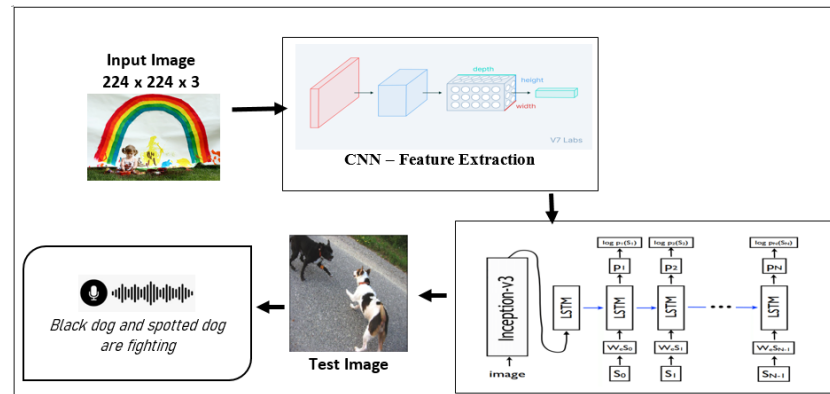 Input Image
224 x 224 x 3
depth
height
width
V7 Labs
CNN – Feature Extraction
log p₁(S₁)
log p₂(S₂)
log pₙ(Sₙ)
p₁
p₂
pN
Inception-v3
LSTM
LSTM
LSTM
LSTM
WₑS₀
WₑS₁
WₑSN-1
image
S₀
S₁
SN-1
Black dog and spotted dog
are fighting
Test Image